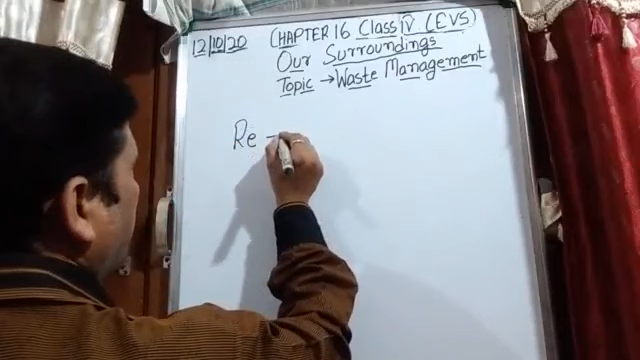 12/10/20 CHAPTER 16 Class IV (EVS)
Our Surroundings
Topic → Waste Management
Re -